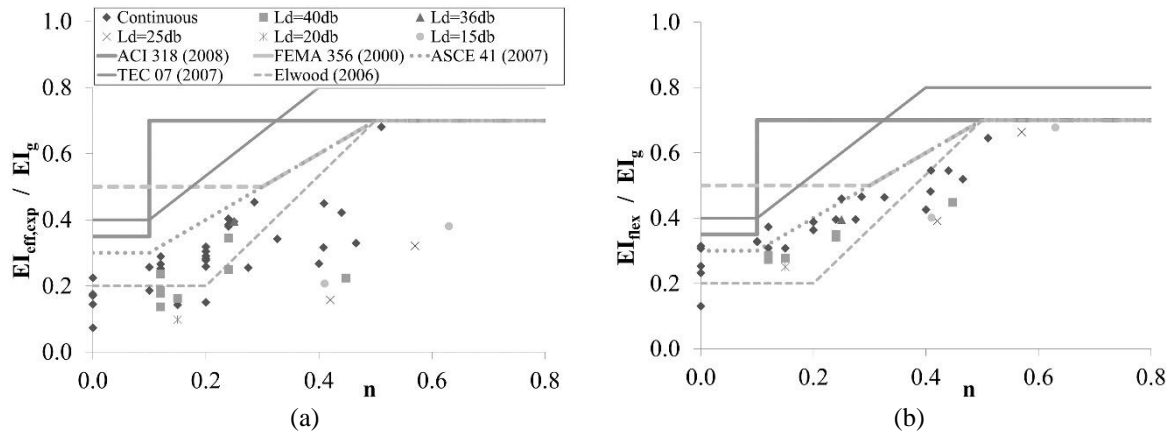 Continuous Ld=40db Ld=36db
Ld=25db Ld=20db Ld=15db
ACI 318 (2008) FEMA 356 (2000) ASCE 41 (2007)
TEC 07 (2007) Elwood (2006)
1.0
0.8
0.6
0.4
0.2
0.0
EIeff,exp / EIg
0.0 0.2 0.4 0.6 0.8
n
(a)
1.0
0.8
0.6
0.4
0.2
0.0
EIflex / EIg
0.0 0.2 0.4 0.6 0.8
n
(b)